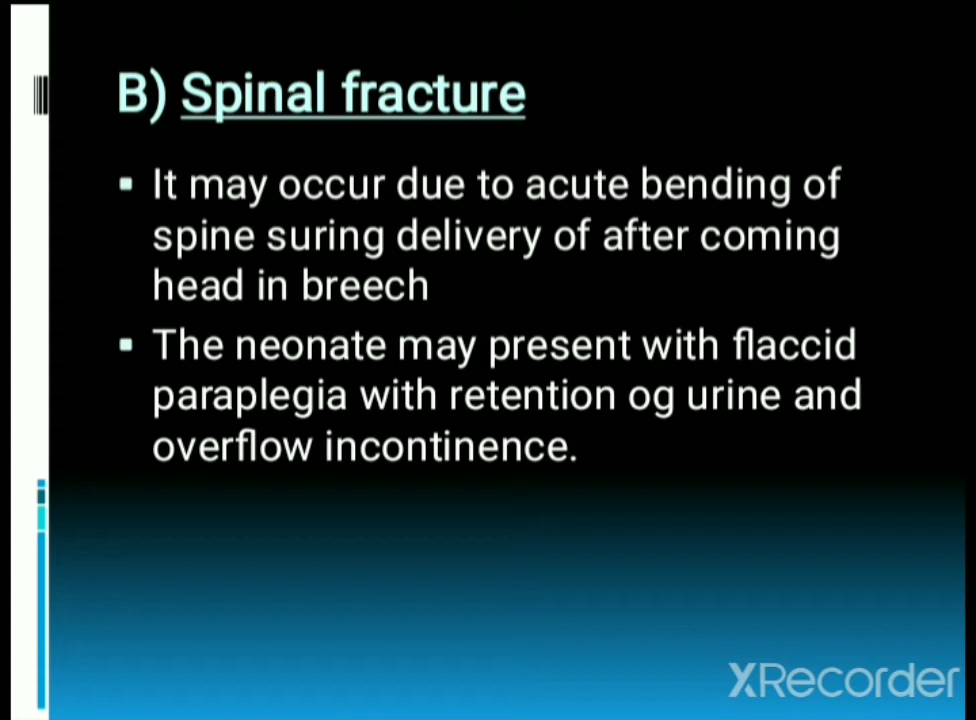 B) Spinal fracture
▪ It may occur due to acute bending of
spine suring delivery of after coming
head in breech
▪ The neonate may present with flaccid
paraplegia with retention og urine and
overflow incontinence.
XRecorder